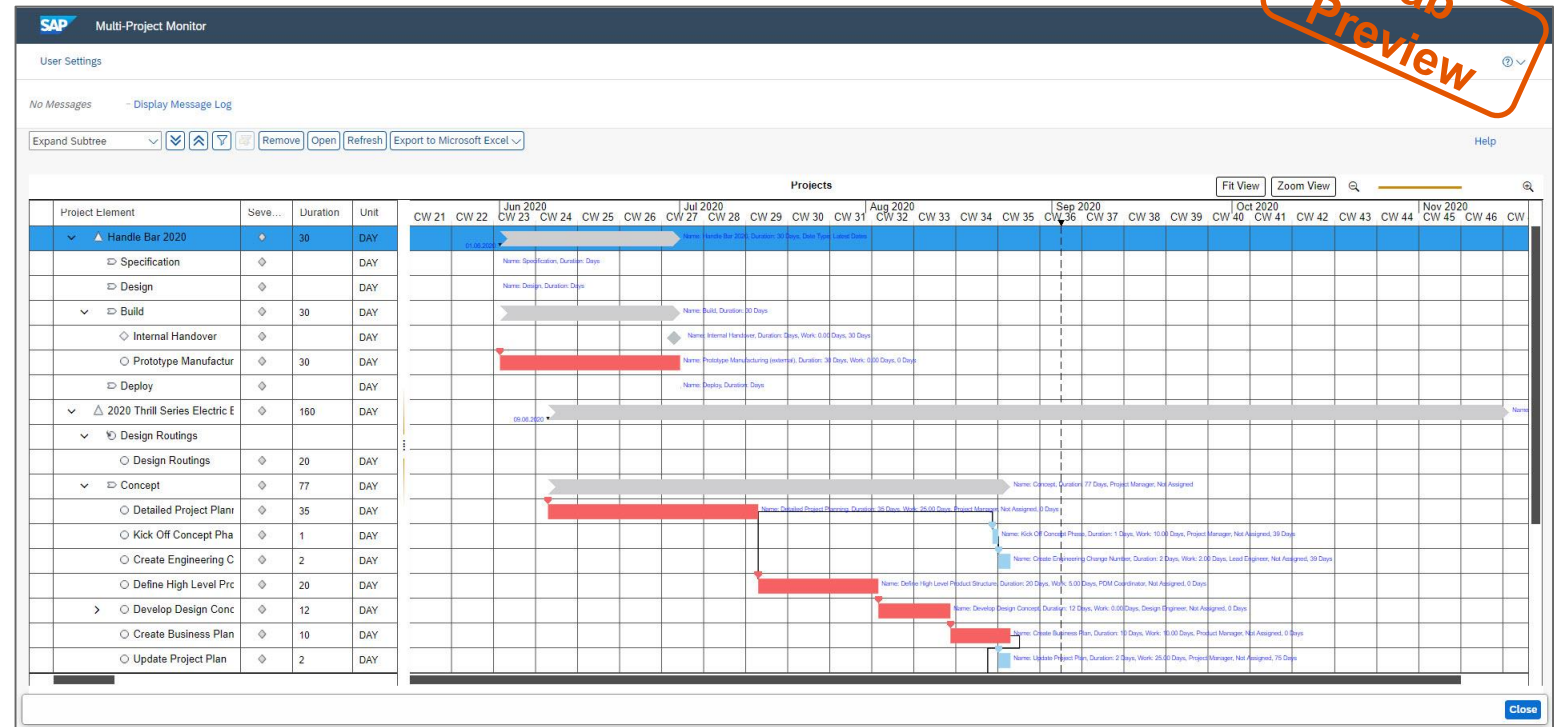 SAP Multi-Project Monitor
Preview
User Settings
No Messages - Display Message Log
Expand Subtree Remove Open Refresh Export to Microsoft Excel Help
Projects Fit View Zoom View
Project Element Seve... Duration Unit
Jun 2020 Jul 2020 Aug 2020 Sep 2020 Oct 2020 Nov 2020
CW 21 CW 22 CW 23 CW 24 CW 25 CW 26 CW 27 CW 28 CW 29 CW 30 CW 31 CW 32 CW 33 CW 34 CW 35 CW 36 CW 37 CW 38 CW 39 CW 40 CW 41 CW 42 CW 43 CW 44 CW 45 CW 46 CW
Handle Bar 2020 30 DAY 01.06.2020 Name: Handle Bar 2020, Duration: 30 Days, Date Type: Latest Dates
Specification DAY Name: Specification, Duration: Days
Design DAY Name: Design, Duration: Days
Build 30 DAY Name: Build, Duration: 30 Days
Internal Handover DAY Name: Internal Handover, Duration: Days, Work: 0.00 Days, 30 Days
Prototype Manufactur 30 DAY Name: Prototype Manufacturing (external), Duration: 30 Days, Work: 0.00 Days, 0 Days
Deploy DAY Name: Deploy, Duration: Days
2020 Thrill Series Electric 160 DAY 09.06.2020 Name
Design Routings
Design Routings 20 DAY
Concept 77 DAY Name: Concept, Duration: 77 Days, Project Manager, Not Assigned
Detailed Project Planr 35 DAY Name: Detailed Project Planning, Duration: 35 Days, Work: 25.00 Days, Project Manager, Not Assigned, 0 Days
Kick Off Concept Pha 1 DAY Name: Kick Off Concept Phase, Duration: 1 Days, Work: 10.00 Days, Project Manager, Not Assigned, 39 Days
Create Engineering C 2 DAY Name: Create Engineering Change Number, Duration: 2 Days, Work: 2.00 Days, Lead Engineer, Not Assigned, 39 Days
Define High Level Prc 20 DAY Name: Define High Level Product Structure, Duration: 20 Days, Work: 5.00 Days, PDM Coordinator, Not Assigned, 0 Days
Develop Design Conc 12 DAY Name: Develop Design Concept, Duration: 12 Days, Work: 0.00 Days, Design Engineer, Not Assigned, 0 Days
Create Business Plan 10 DAY Name: Create Business Plan, Duration: 10 Days, Work: 10.00 Days, Product Manager, Not Assigned, 0 Days
Update Project Plan 2 DAY Name: Update Project Plan, Duration: 2 Days, Work: 25.00 Days, Project Manager, Not Assigned, 75 Days
Close